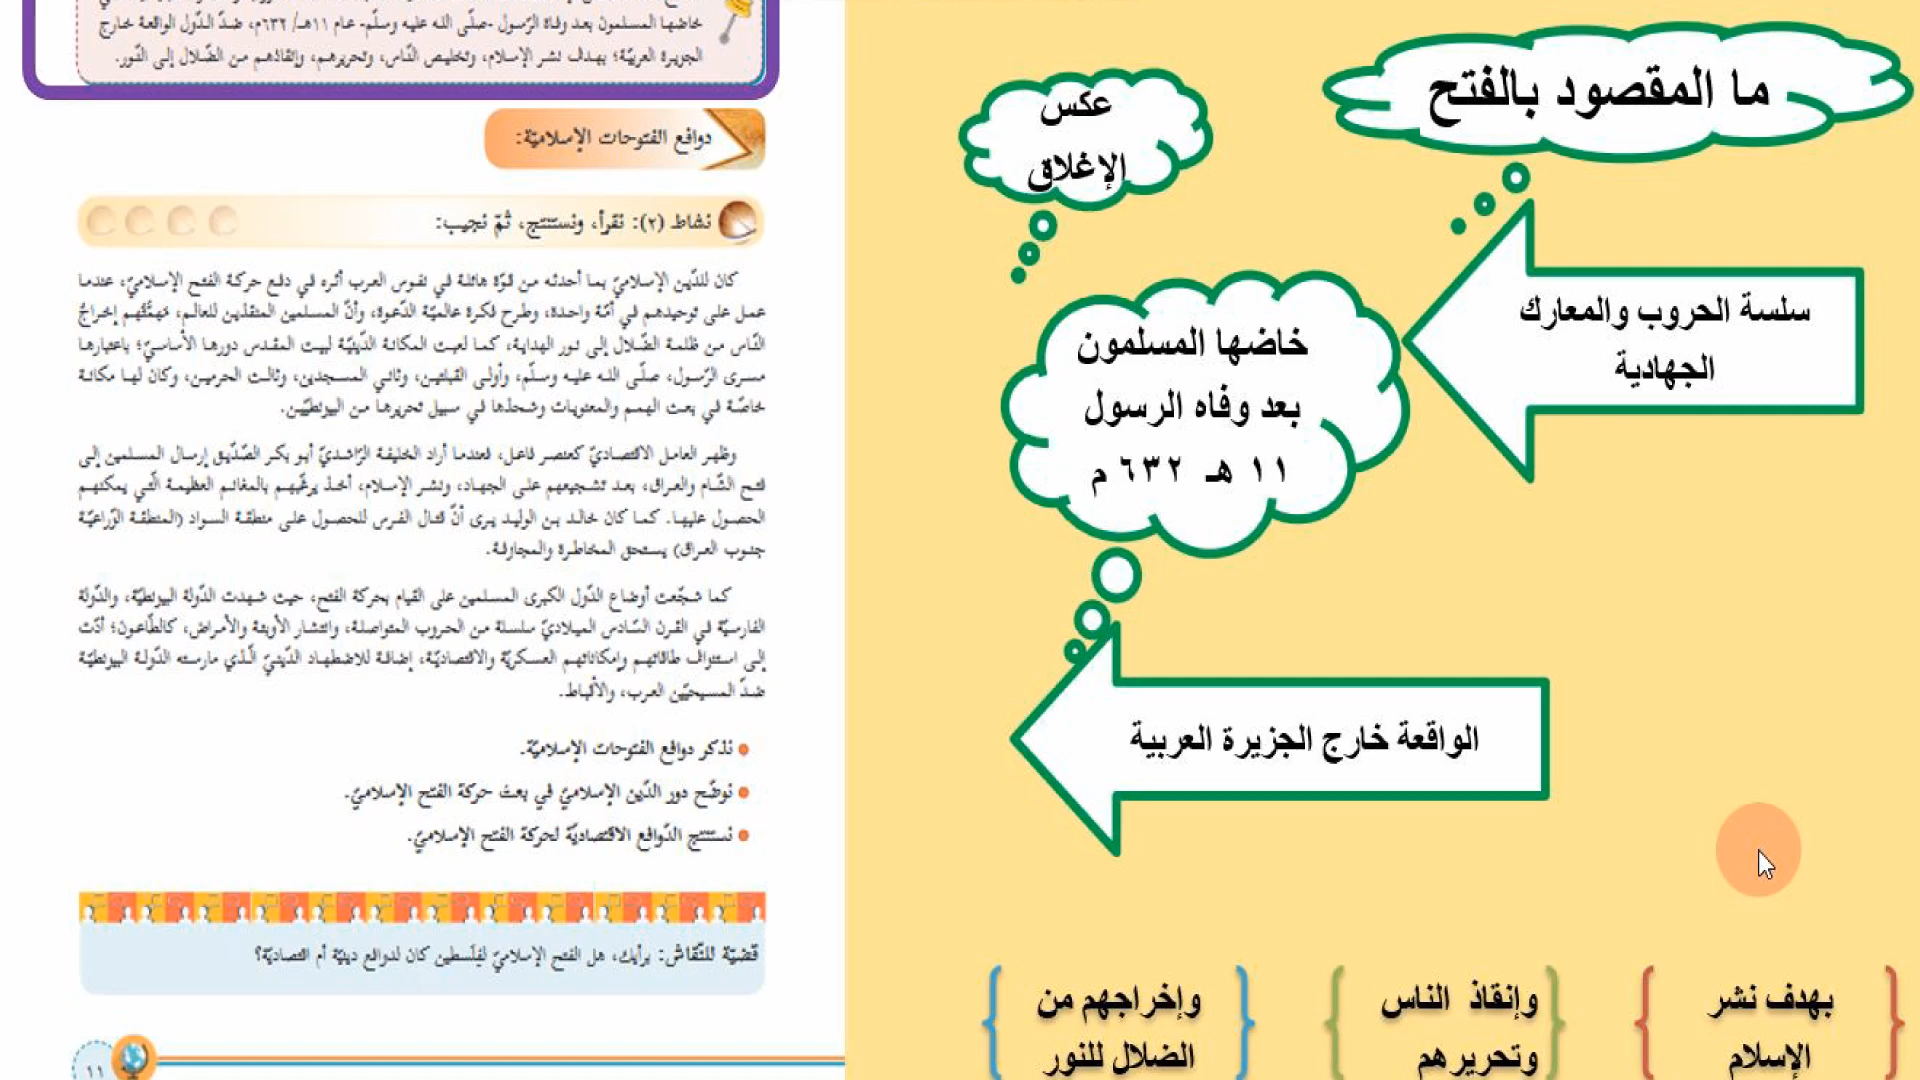 خاضها المسلمون بعد وفاة الرّسول -صلّى الله عليه وسلّم- عام ١١هـ/ ٦٣٢م، ضدّ الدّول الواقعة خارج
الجزيرة العربيّة؛ بهدف نشر الإسلام، وتخليص النّاس، وتحريرهم، وإنقاذهم من الضّلال إلى النّور.
دوافع الفتوحات الإسلاميّة:
نشاط (٢): نقرأ، ونستنتج، ثُمّ نجيب:
كان للدّين الإسلاميّ بما أحدثه من قوّة هائلة في نفوس العرب أثره في دفع حركة الفتح الإسلاميّ، عندما
عمل على توحيدهم في أمّة واحدة، وطرح فكرة عالميّة الدّعوة، وأنّ المسلمين المنقذين للعالم، مَهمَّتُهم إخراجُ
النّاس من ظلمة الضّلال إلى نور الهداية، كما لعبت المكانة الدّينيّة لبيت المقدس دورها الأساسيّ؛ باعتبارها
مسرى الرّسول، صلّى الله عليه وسلّم، وأولى القبلتين، وثاني المسجدين، وثالث الحرمين، وكان لها مكانة
خاصّة في بعث الهمم والمعنويات وشحذها في سبيل تحريرها من البيزنطيّين.
وظهر العامل الاقتصاديّ كعنصر فاعل، فعندما أراد الخليفة الرّاشديّ أبو بكر الصّدّيق إرسال المسلمين إلى
فتح الشّام والعراق، بعد تشجيعهم على الجهاد، ونشر الإسلام، أخذ يرغّبهم بالمغانم العظيمة الّتي يمكنهم
الحصول عليها. كما كان خالد بن الوليد يرى أنّ قتال الفرس للحصول على منطقة السواد (المنطقة الزّراعيّة
جنوب العراق) يستحق المخاطرة والمجازفة.
كما شجّعت أوضاع الدّول الكبرى المسلمين على القيام بحركة الفتح، حيث شهدت الدّولة البيزنطيّة، والدّولة
الفارسيّة في القرن السّادس الميلاديّ سلسلة من الحروب المتواصلة، وانتشار الأوبئة والأمراض، كالطّاعون؛ أدّت
إلى استنزاف طاقاتهم وإمكاناتهم العسكريّة والاقتصاديّة، إضافة للاضطهاد الدّينيّ الّذي مارسته الدّولة البيزنطيّة
ضدّ المسيحيّين العرب، والأقباط.
نذكر دوافع الفتوحات الإسلاميّة.
نوضّح دور الدّين الإسلاميّ في بعث حركة الفتح الإسلاميّ.
نستنتج الدّوافع الاقتصاديّة لحركة الفتح الإسلاميّ.
قضيّة للنّقاش: برأيك، هل الفتح الإسلاميّ لفِلَسطين كان لدوافع دينيّة أم اقتصاديّة؟
١١
ما المقصود بالفتح
عكس
الإغلاق
سلسة الحروب والمعارك
الجهادية
خاضها المسلمون
بعد وفاه الرسول
١١ هـ ٦٣٢ م
الواقعة خارج الجزيرة العربية
بهدف نشر
الإسلام
وإنقاذ الناس
وتحريرهم
وإخراجهم من
الضلال للنور